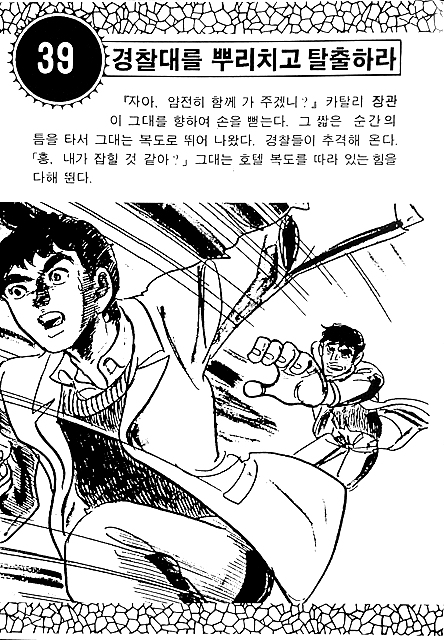 39
경찰대를 뿌리치고 탈출하라
『자아, 얌전히 함께 가 주겠니?』 카탈리 장관
이 그대를 향하여 손을 뻗는다. 그 짧은 순간의
틈을 타서 그대는 복도로 뛰어 나왔다. 경찰들이 추격해 온다.
「흥, 내가 잡힐 것 같아?」 그대는 호텔 복도를 따라 있는 힘을
다해 뛴다.